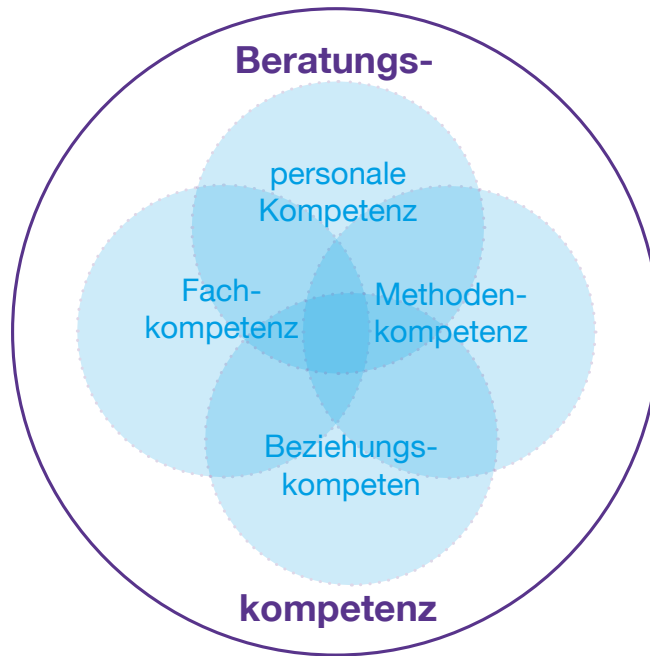 Beratungs-
personale
Kompetenz
Fach-
kompetenz
Methoden-
kompetenz
Beziehungs-
kompeten
kompetenz